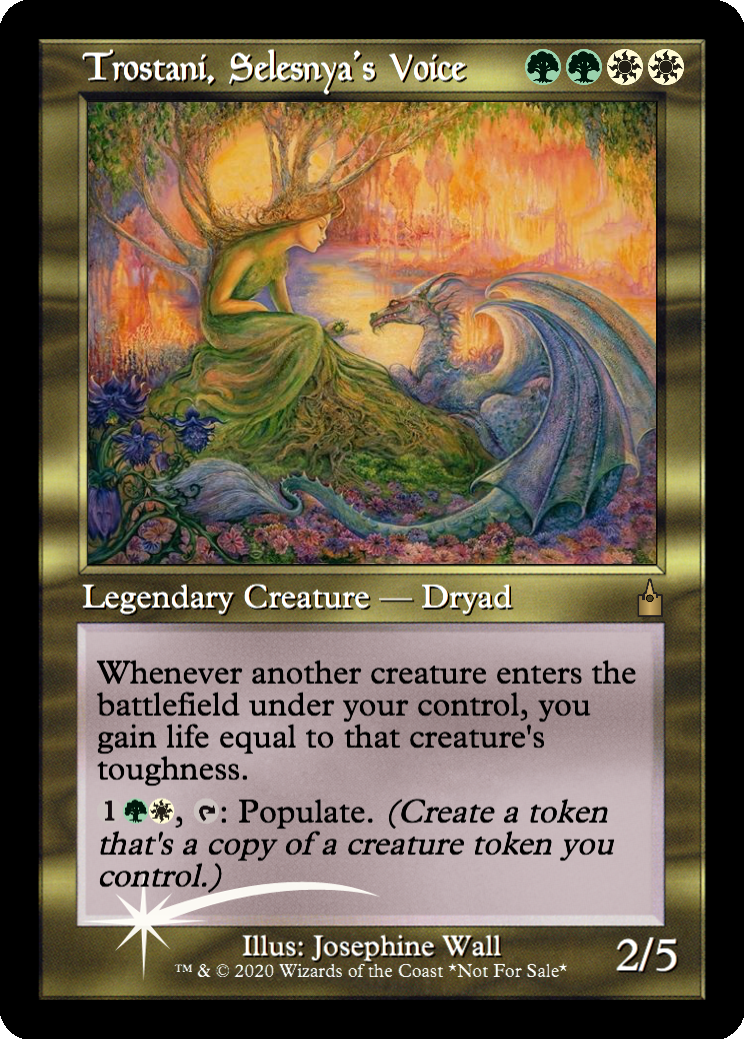 Trostani, Selesnya's Voice
Legendary Creature — Dryad
Whenever another creature enters the
battlefield under your control, you
gain life equal to that creature's
toughness.
1 , : Populate. (Create a token
that's a copy of a creature token you
control.)
Illus: Josephine Wall
™ & © 2020 Wizards of the Coast *Not For Sale*
2/5